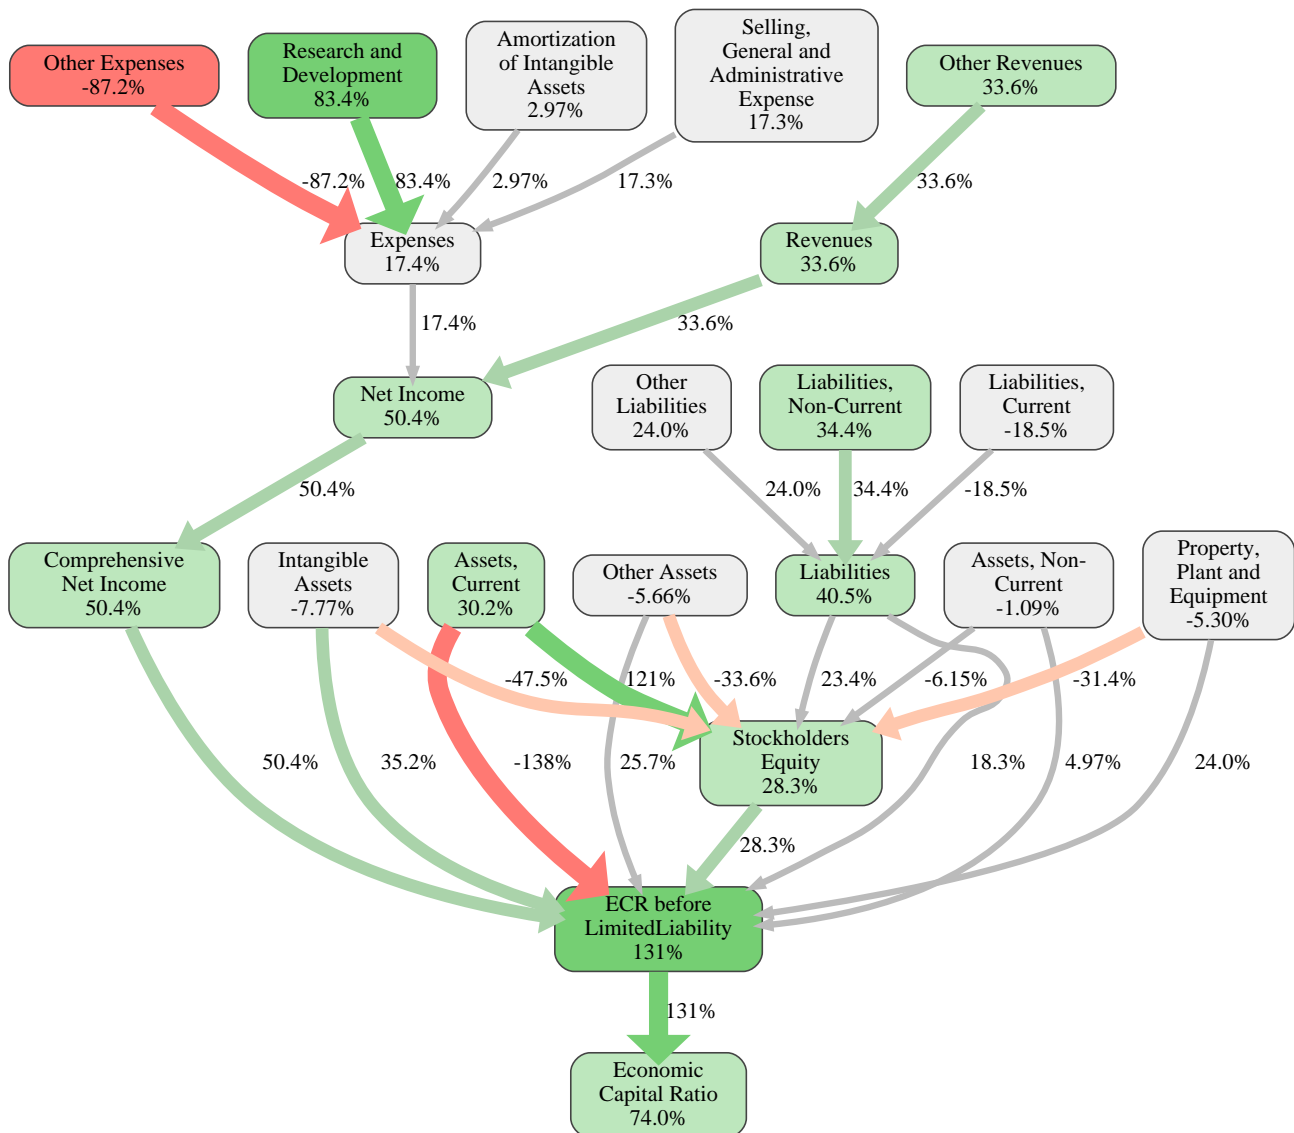 Other Expenses
-87.2%
Research and
Development
83.4%
Amortization
of Intangible
Assets
2.97%
Selling,
General and
Administrative
Expense
17.3%
Other Revenues
33.6%
-87.2%
83.4%
2.97%
17.3%
33.6%
Expenses
17.4%
Revenues
33.6%
17.4%
33.6%
Net Income
50.4%
Other
Liabilities
24.0%
Liabilities,
Non-Current
34.4%
Liabilities,
Current
-18.5%
50.4%
24.0%
34.4%
-18.5%
Comprehensive
Net Income
50.4%
Intangible
Assets
-7.77%
Assets,
Current
30.2%
Other Assets
-5.66%
Liabilities
40.5%
Assets, Non-
Current
-1.09%
Property,
Plant and
Equipment
-5.30%
-47.5%
121%
-33.6%
23.4%
-6.15%
-31.4%
Stockholders
Equity
28.3%
50.4%
35.2%
-138%
25.7%
18.3%
4.97%
24.0%
28.3%
ECR before
LimitedLiability
131%
131%
Economic
Capital Ratio
74.0%